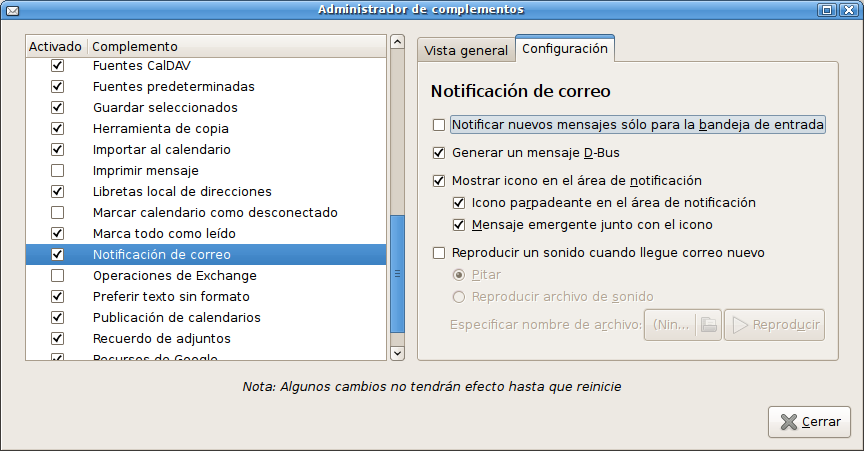 Administrador de complementos
Activado Complemento
Fuentes CalDAV
Fuentes predeterminadas
Guardar seleccionados
Herramienta de copia
Importar al calendario
Imprimir mensaje
Libretas local de direcciones
Marcar calendario como desconectado
Marca todo como leído
Notificación de correo
Operaciones de Exchange
Preferir texto sin formato
Publicación de calendarios
Recuerdo de adjuntos
Recursos de Google
Vista general Configuración
Notificación de correo
Notificar nuevos mensajes sólo para la bandeja de entrada
Generar un mensaje D-Bus
Mostrar icono en el área de notificación
Icono parpadeante en el área de notificación
Mensaje emergente junto con el icono
Reproducir un sonido cuando llegue correo nuevo
Pitar
Reproducir archivo de sonido
Especificar nombre de archivo: (Nin... Reproducir
Nota: Algunos cambios no tendrán efecto hasta que reinicie
Cerrar